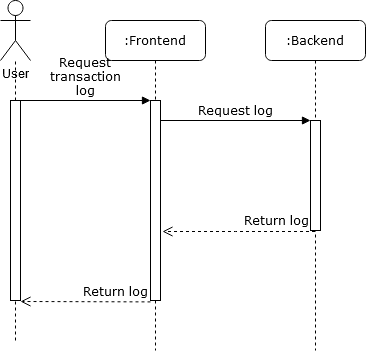 :Frontend
:Backend
User
Request
transaction
log
Request log
Return log
Return log